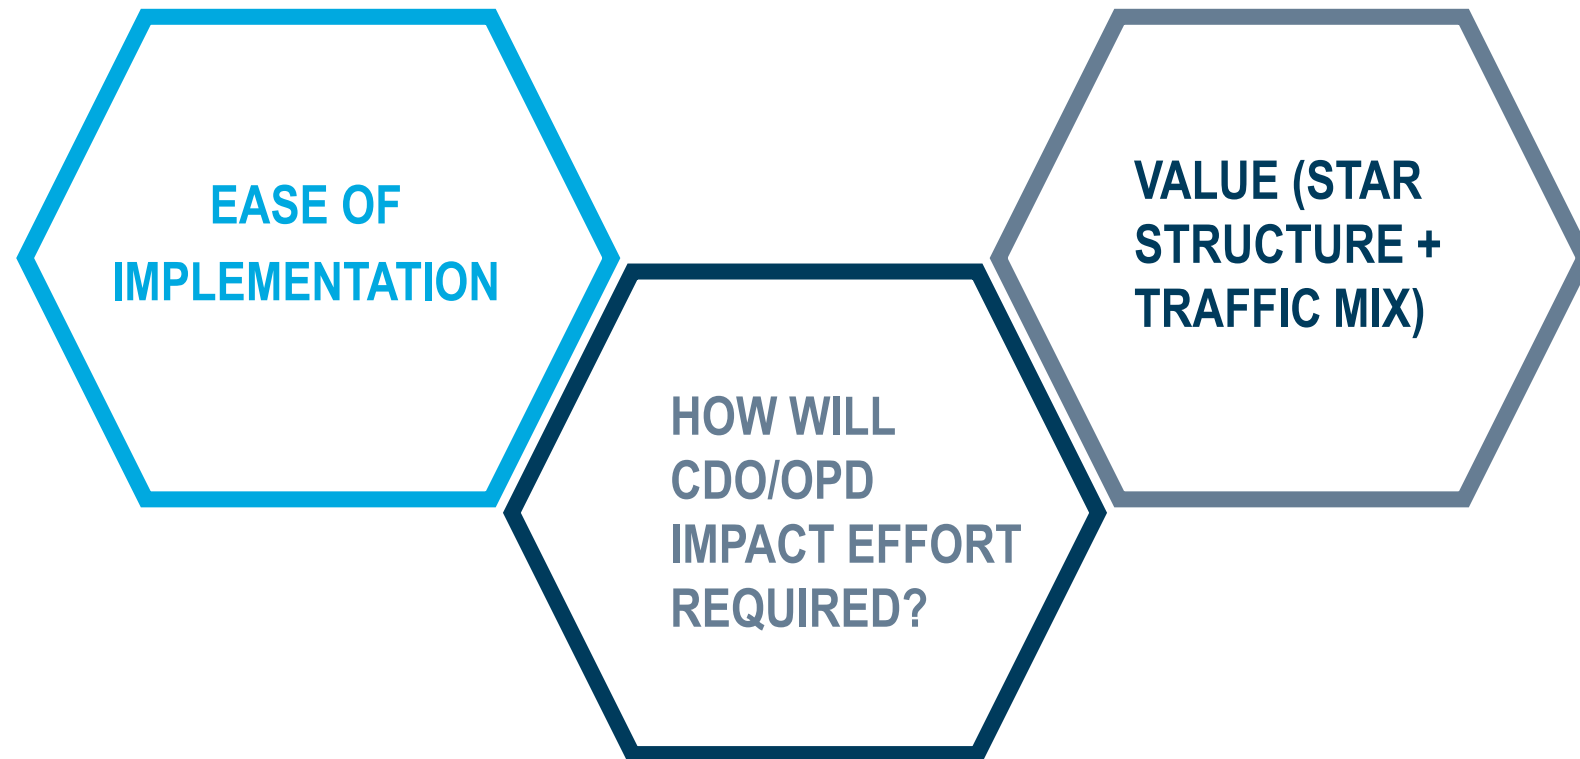 EASE OF
IMPLEMENTATION
HOW WILL
CDO/OPD
IMPACT EFFORT
REQUIRED?
VALUE (STAR
STRUCTURE +
TRAFFIC MIX)